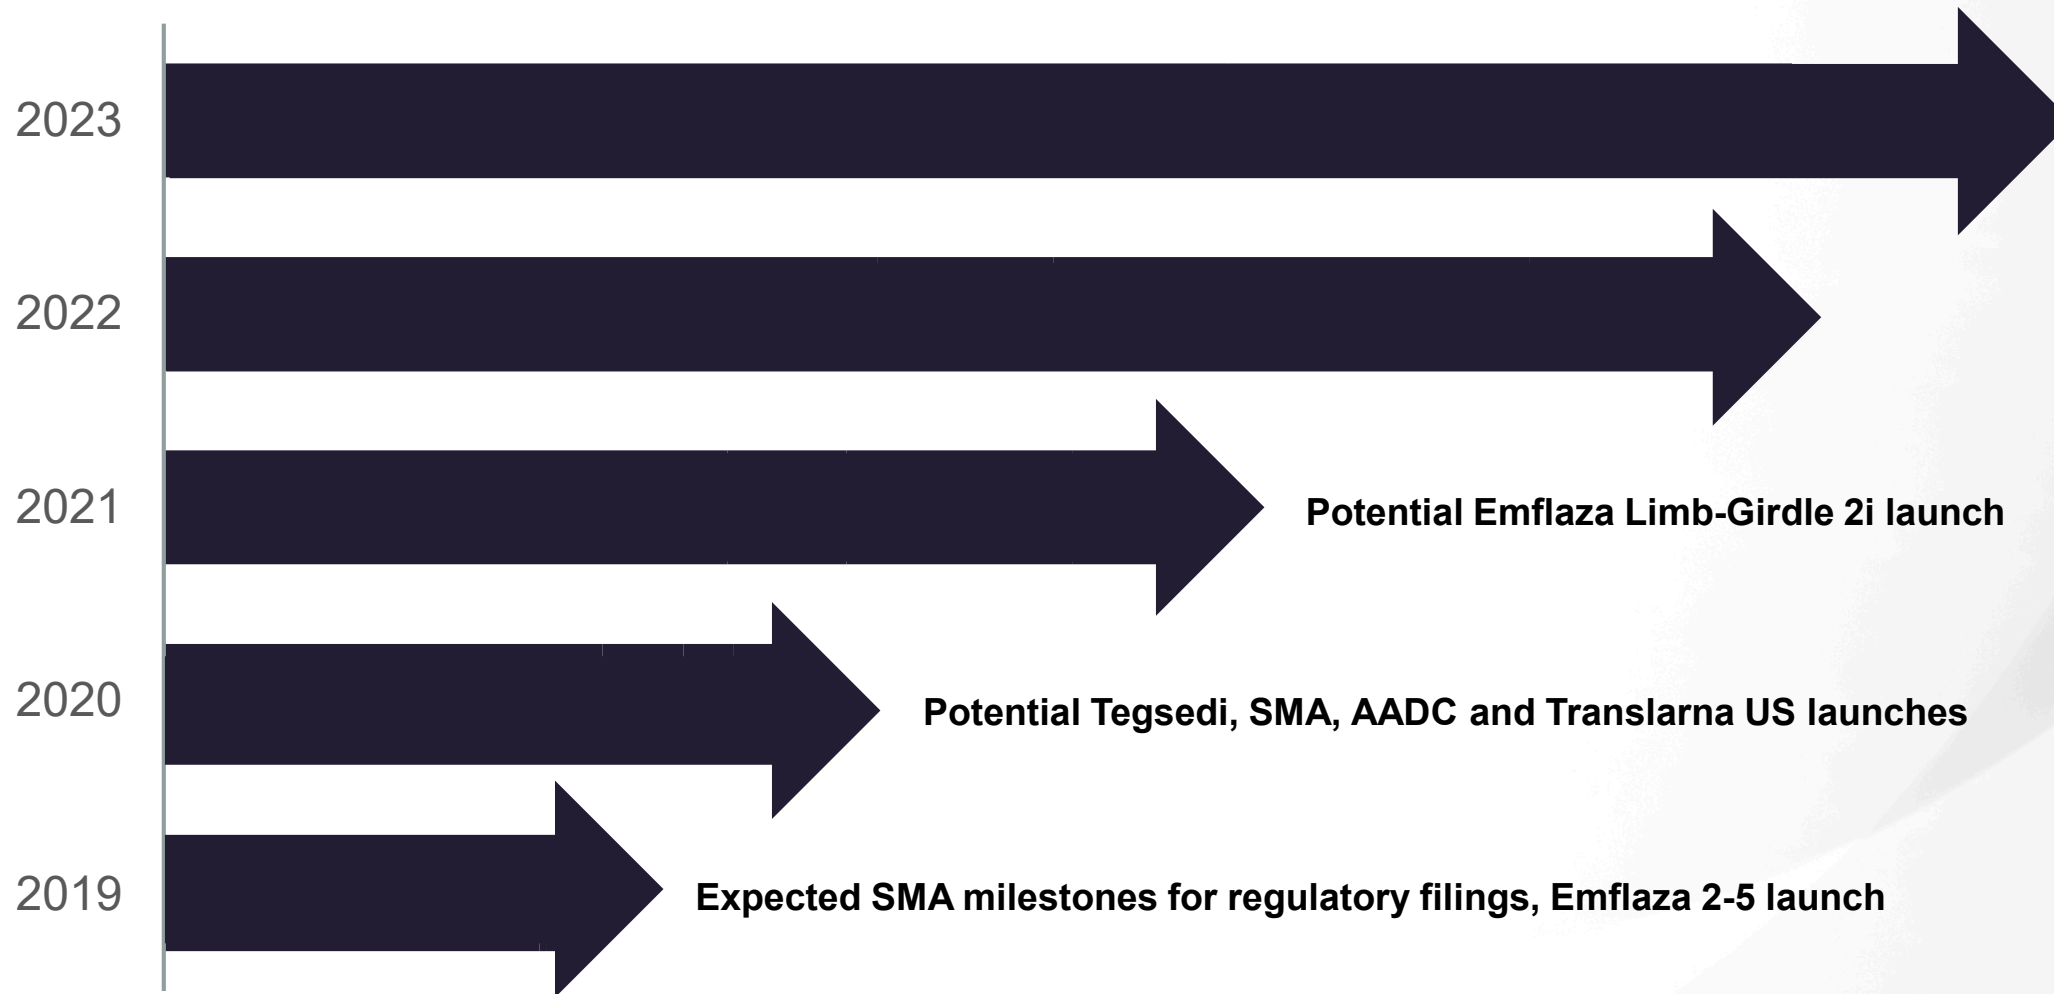 2023
2022
2021
Potential Emflaza Limb-Girdle 2i launch
2020
Potential Tegsedi, SMA, AADC and Translarna US launches
2019
Expected SMA milestones for regulatory filings, Emflaza 2-5 launch